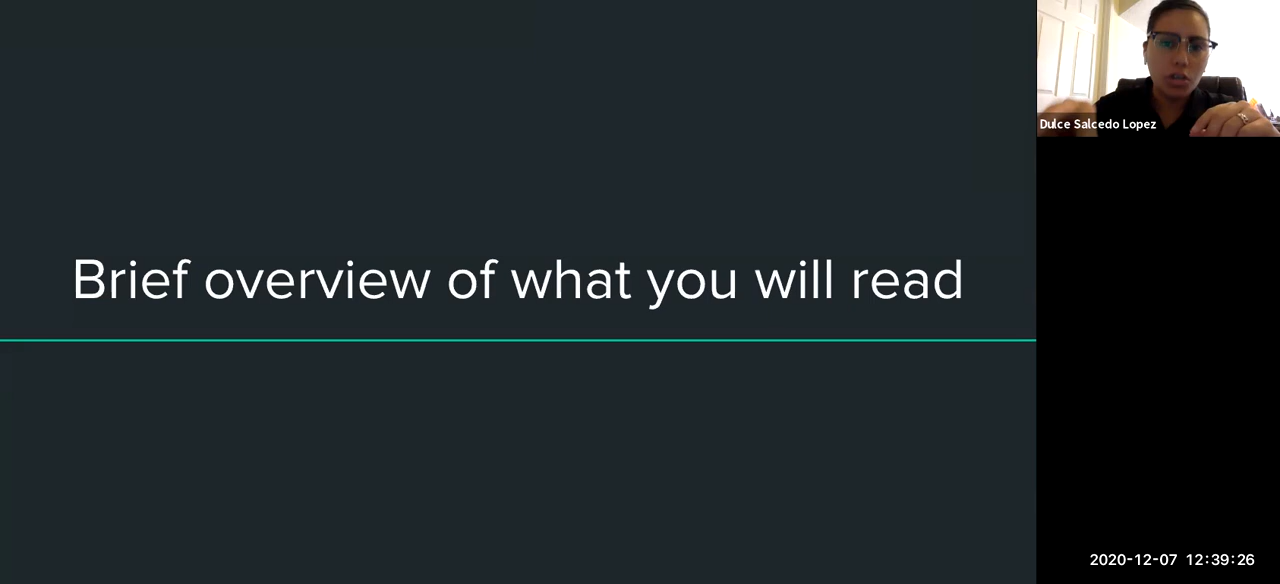 Brief overview of what you will read
Dulce Salcedo Lopez
2020-12-07 12:39:26